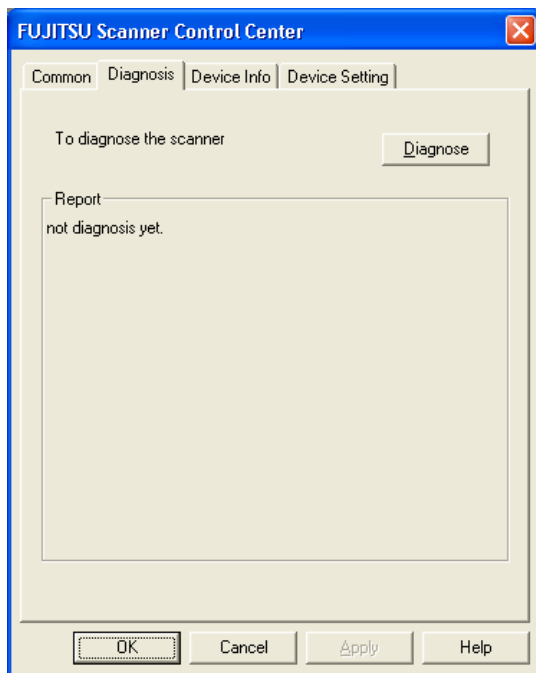 FUJITSU Scanner Control Center
Common Diagnosis Device Info Device Setting
To diagnose the scanner Diagnose
Report
not diagnosis yet.
OK Cancel Apply Help